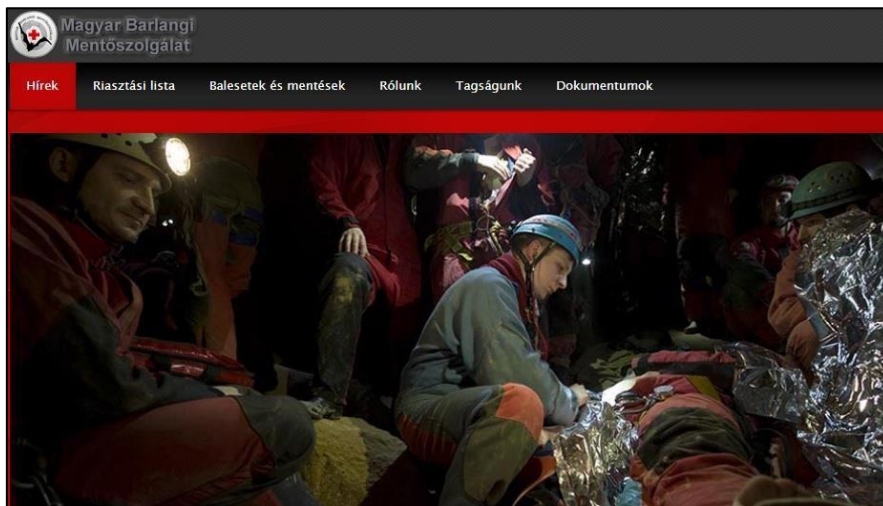 Magyar Barlangi
Mentőszolgálat
Hírek Riasztási lista Balesetek és mentések Rólunk Tagságunk Dokumentumok